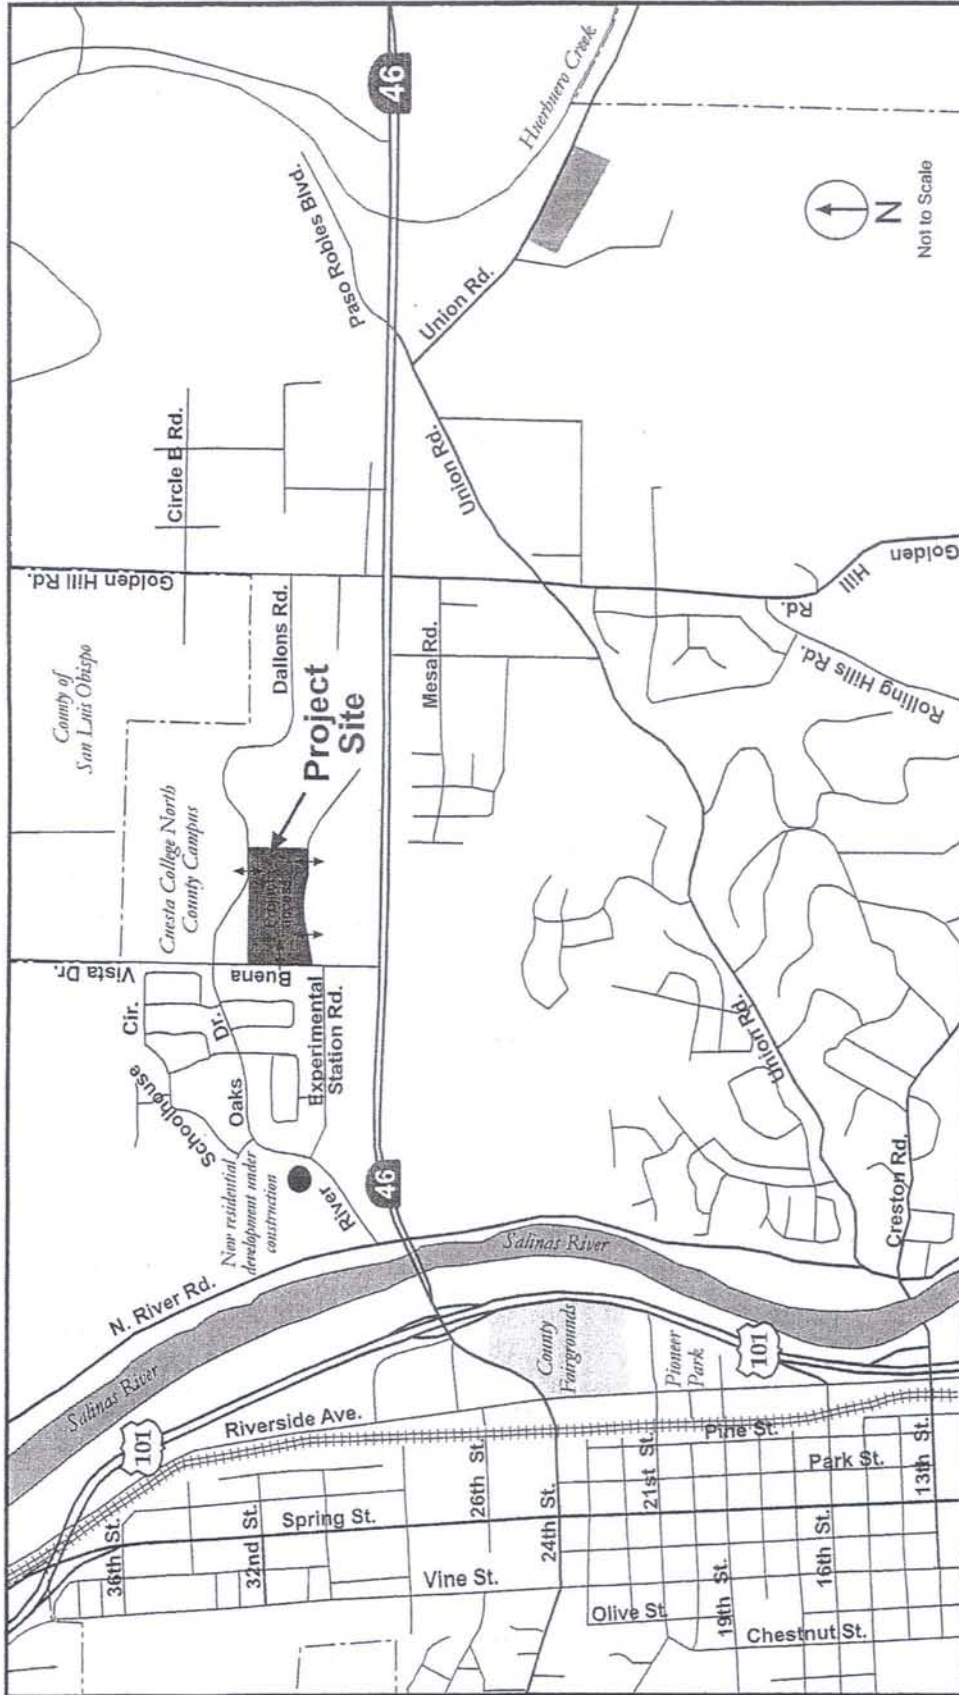 County of
San Luis Obispo
Circle B Rd.
Golden Hill Rd.
Paso Robles Blvd.
46
Huerhuero Creek
Union Rd.
Union Rd.
Dallons Rd.
Project
Site
Cuesta College North
County Campus
Vista Dr.
Buena
Cir.
Schoolhouse
Dr.
Oaks
River
Experimental
Station Rd.
New residential
development under
construction
46
Mesa Rd.
Golden
Hill
Rd.
Rolling Hills Rd.
Union Rd.
Creston Rd.
N. River Rd.
Salinas River
Salinas River
101
101
County
Fairgrounds
Pioneer
Park
Riverside Ave.
Pine St.
Park St.
Spring St.
Vine St.
Olive St.
Chestnut St.
36th St.
32nd St.
26th St.
24th St.
21st St.
19th St.
16th St.
13th St.
N
Not to Scale